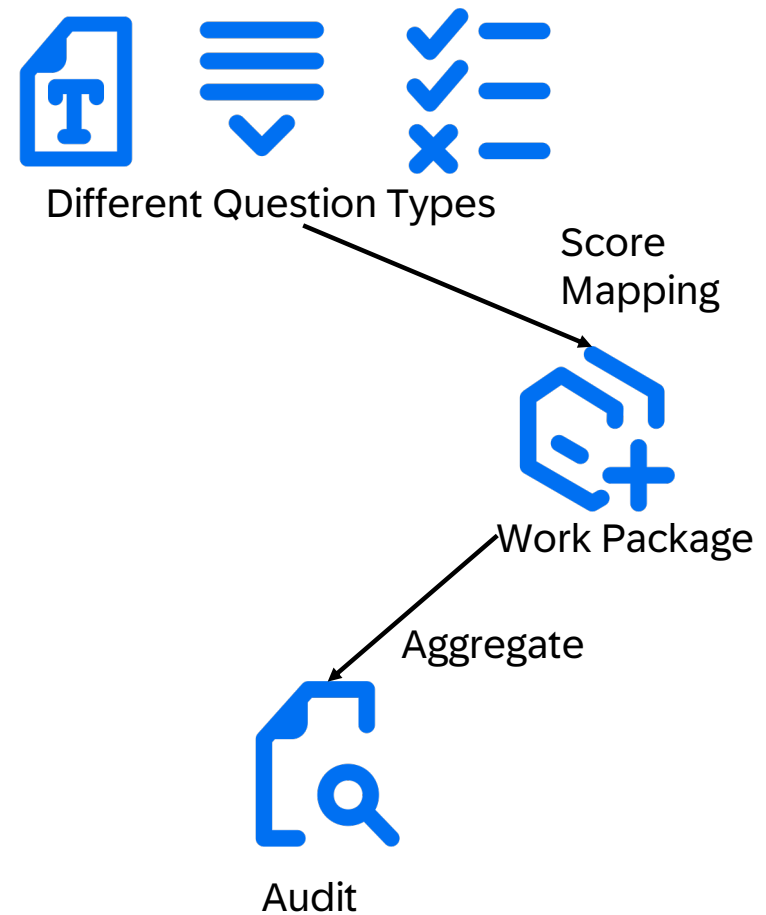 T
Different Question Types
Score
Mapping
Work Package
Aggregate
Audit